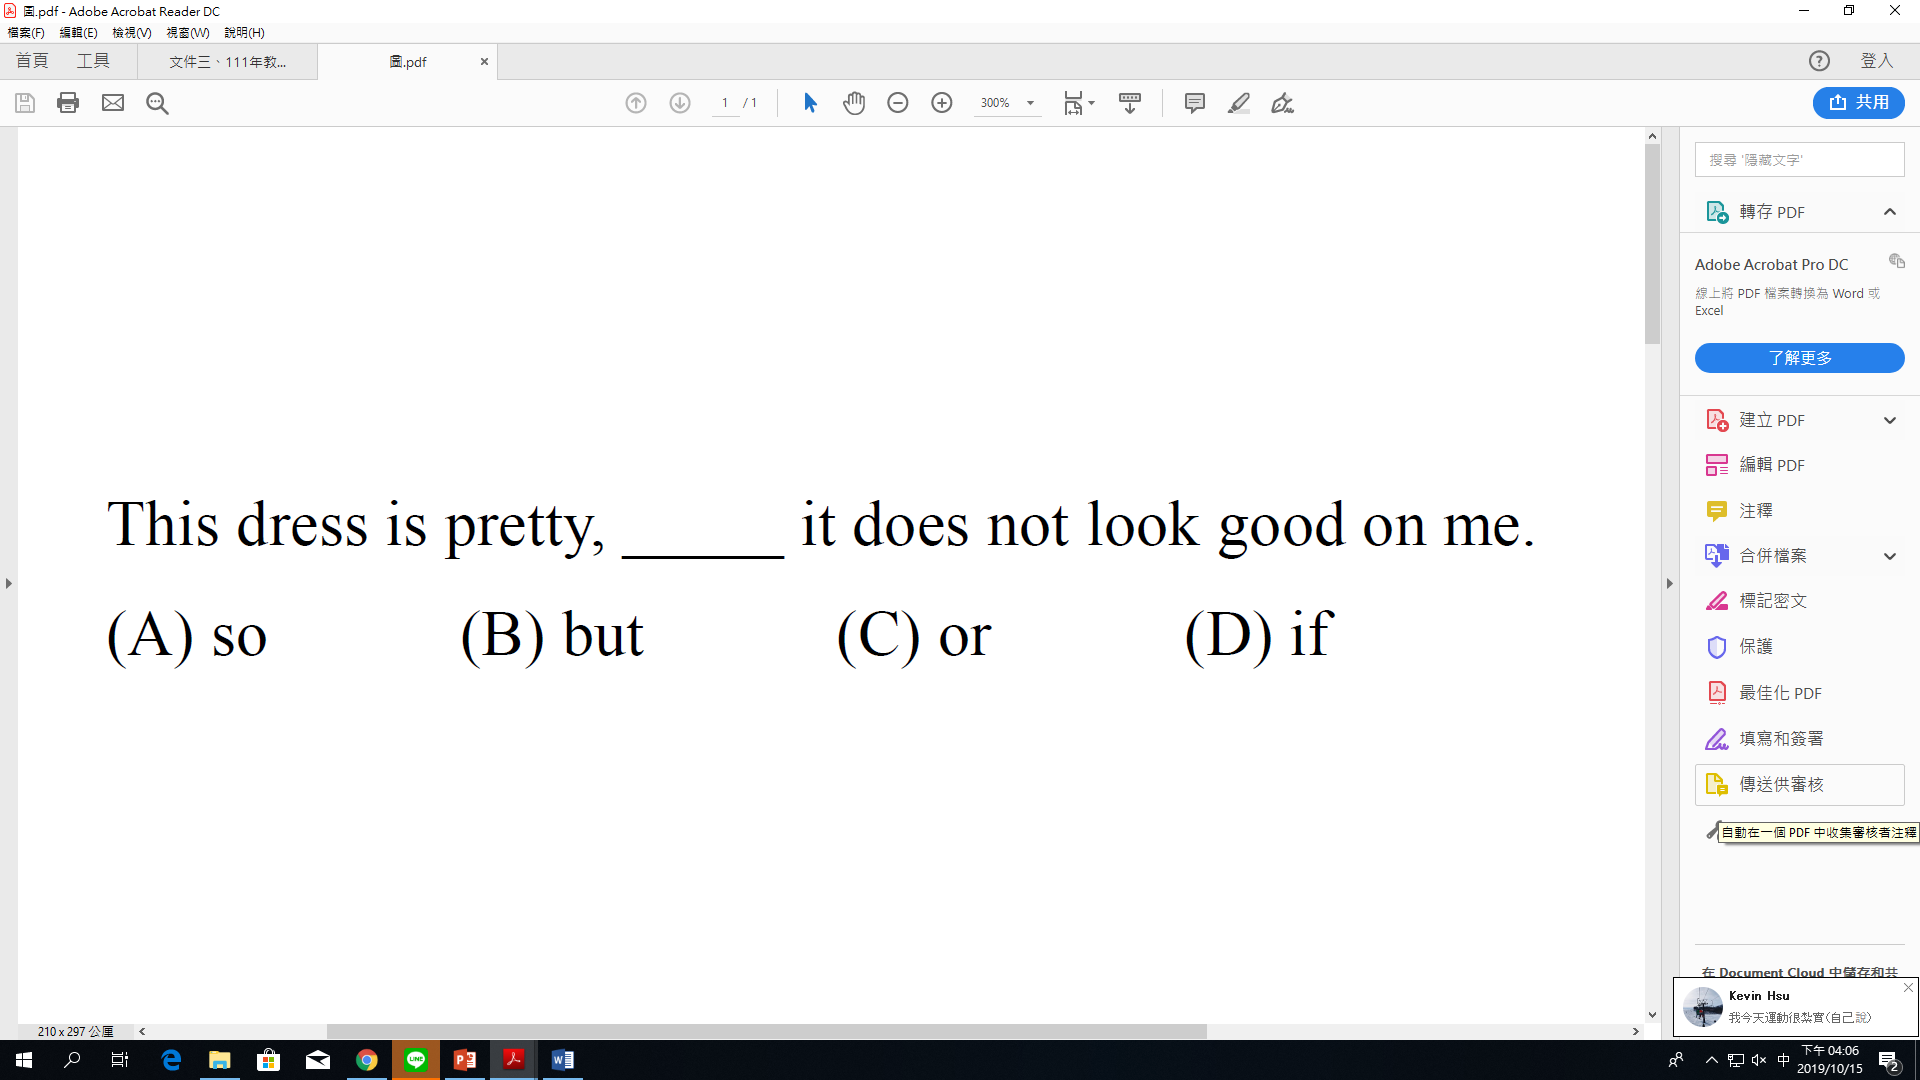 圖.pdf - Adobe Acrobat Reader DC
檔案(F) 編輯(E) 檢視(V) 視窗(W) 說明(H)
首頁 工具 文件三、111年教... 圖.pdf 登入
1 / 1 300% 共用
搜尋 '隱藏文字'
轉存 PDF
Adobe Acrobat Pro DC
線上將 PDF 檔案轉換為 Word 或
Excel
了解更多
建立 PDF
編輯 PDF
注釋
合併檔案
標記密文
保護
最佳化 PDF
填寫和簽署
傳送供審核
自動在一個 PDF 中收集審核者注釋
This dress is pretty, _____ it does not look good on me.
(A) so (B) but (C) or (D) if
在 Document Cloud 中儲存和共
Kevin Hsu
我今天運動很紮實(自己說)
210 x 297 公厘
中 下午 04:06
2019/10/15 2